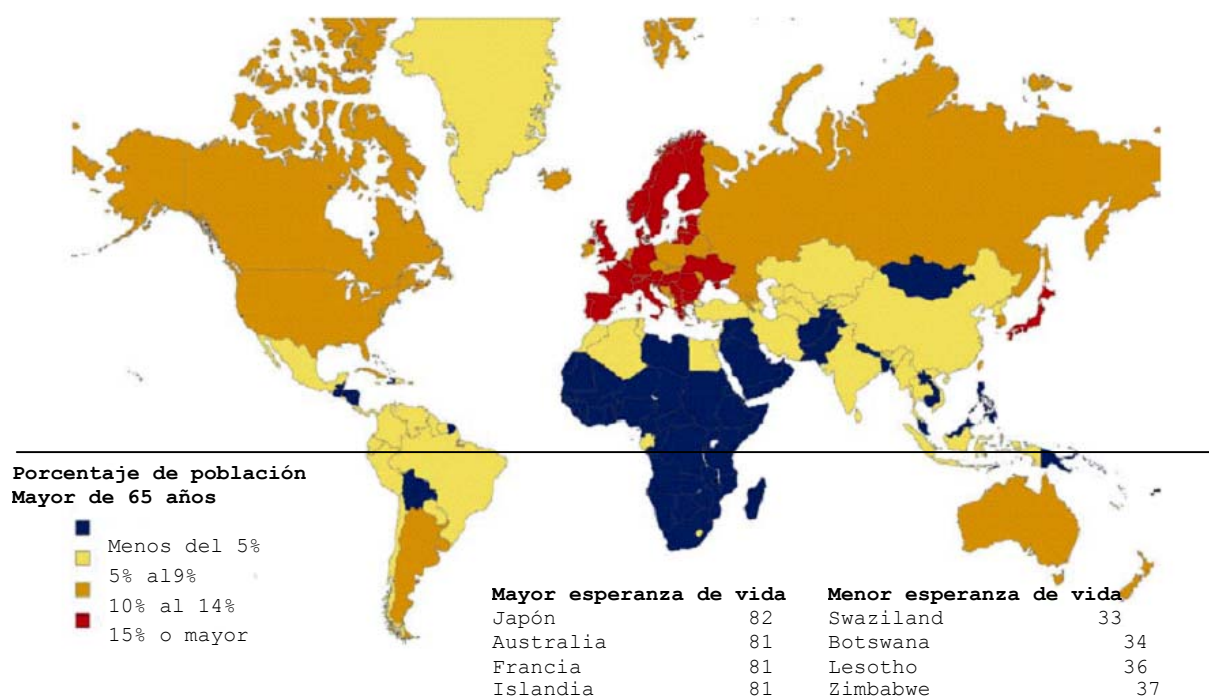 Porcentaje de población
Mayor de 65 años
Menos del 5%
5% al9%
10% al 14%
15% o mayor
Mayor esperanza de vida Menor esperanza de vida
Japón 82 Swaziland 33
Australia 81 Botswana 34
Francia 81 Lesotho 36
Islandia 81 Zimbabwe 37